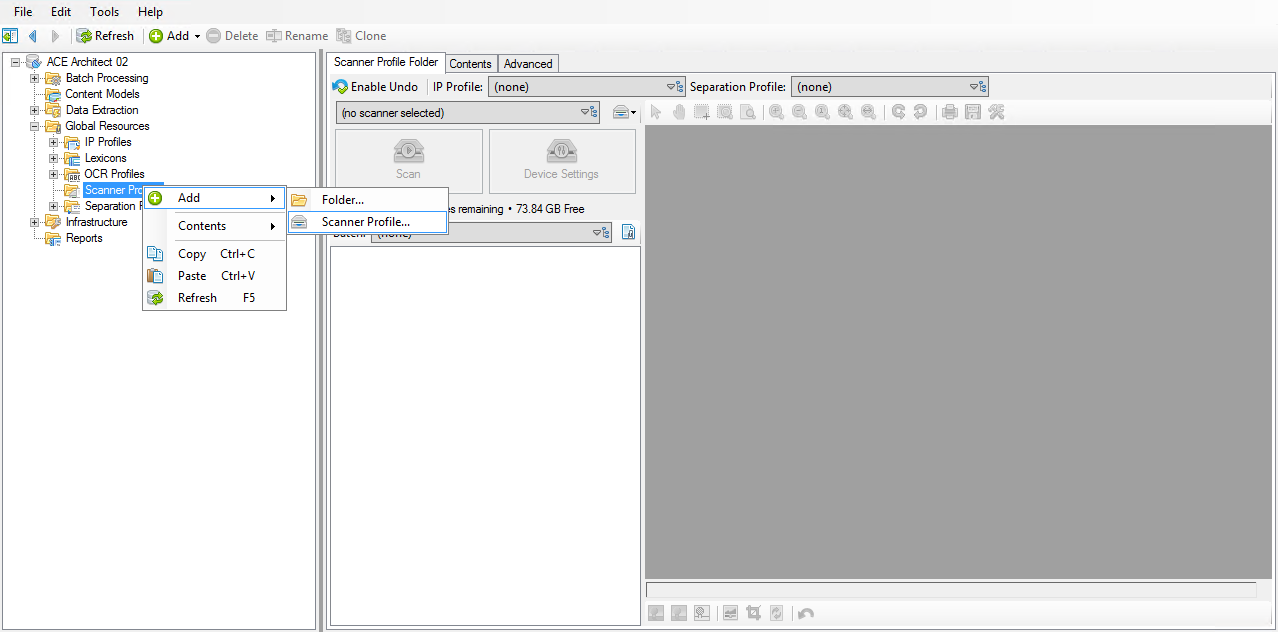 File Edit Tools Help
Refresh Add Delete Rename Clone
ACE Architect 02
Batch Processing
Content Models
Data Extraction
Global Resources
IP Profiles
Lexicons
OCR Profiles
Scanner Pro
Separation
Infrastructure
Reports
Add
Contents
Copy Ctrl+C
Paste Ctrl+V
Refresh F5
Folder...
Scanner Profile...
Scanner Profile Folder Contents Advanced
Enable Undo IP Profile: (none) Separation Profile: (none)
(no scanner selected)
Scan Device Settings
es remaining • 73.84 GB Free